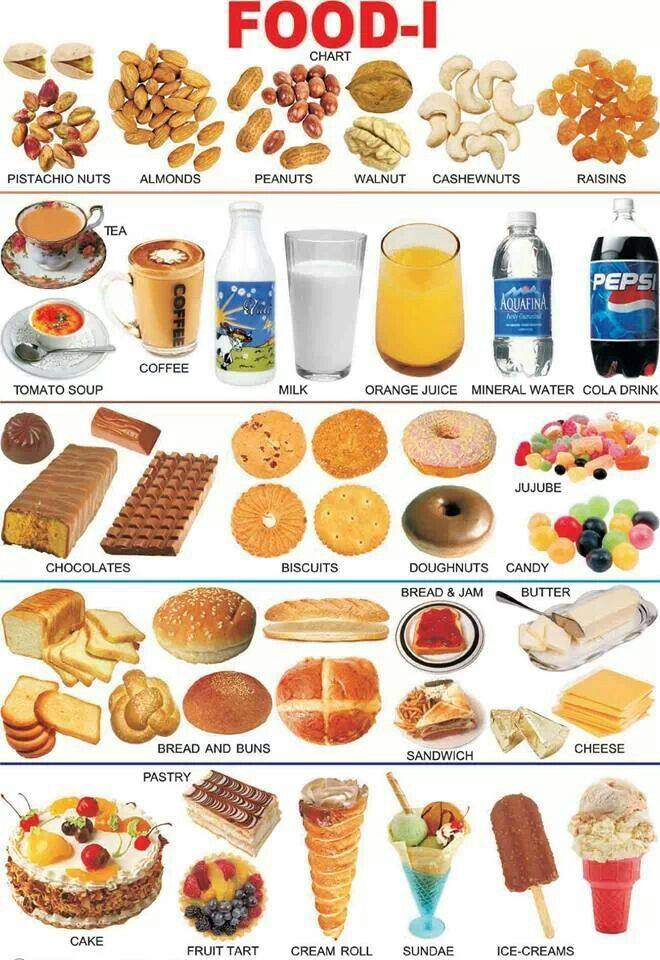 FOOD-I
CHART
PISTACHIO NUTS
ALMONDS
PEANUTS
WALNUT
CASHEWNUTS
RAISINS
TEA
COFFEE
AQUAFINA
PEPSI
TOMATO SOUP
COFFEE
MILK
ORANGE JUICE
MINERAL WATER
COLA DRINK
JUJUBE
CHOCOLATES
BISCUITS
DOUGHNUTS
CANDY
BREAD & JAM
BUTTER
BREAD AND BUNS
SANDWICH
CHEESE
PASTRY
CAKE
FRUIT TART
CREAM ROLL
SUNDAE
ICE-CREAMS